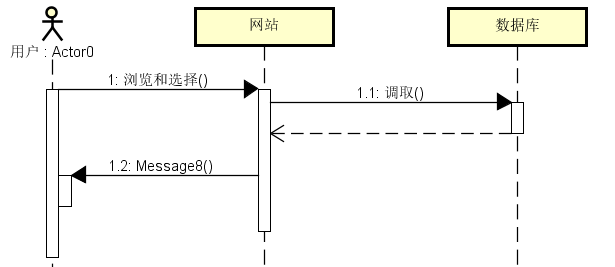 网站
数据库
用户 : Actor0
1: 浏览和选择()
1.1: 调取()
1.2: Message8()